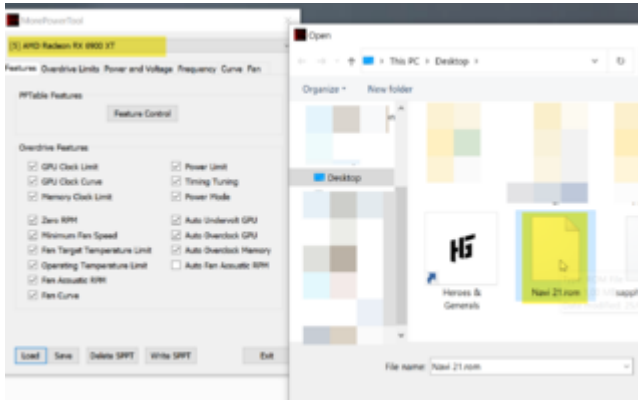 MorePowerTool
[5] AMD Radeon RX 6900 XT
Features Overdrive Limits Power and Voltage Frequency Curve Fan
PPTable Features
Feature Control
Overdrive Features
GPU Clock Limit
Power Limit
GPU Clock Curve
Timing Tuning
Memory Clock Limit
Power Mode
Zero RPM
Auto Undervolt GPU
Minimum Fan Speed
Auto Overclock GPU
Fan Target Temperature Limit
Auto Overclock Memory
Operating Temperature Limit
Auto Fan Acoustic RPM
Fan Acoustic RPM
Fan Curve
Load Save Delete SPPT Write SPPT Exit
Open
This PC > Desktop >
Organize New folder
Desktop
HG
Heroes &
Generals
Navi 21.rom
sapph
File name: Navi 21.rom